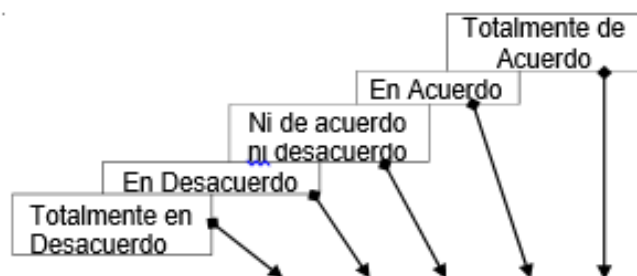 Totalmente de
Acuerdo
En Acuerdo
Ni de acuerdo
ni desacuerdo
En Desacuerdo
Totalmente en
Desacuerdo